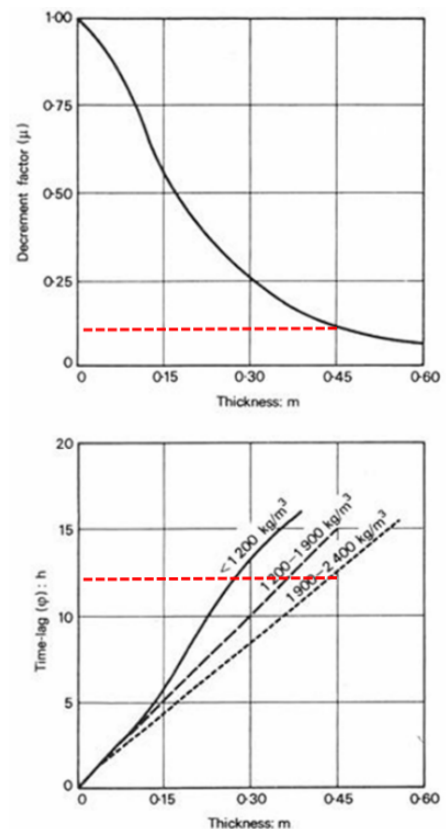 1·00
0·75
0·50
0·25
0
Decrement factor (μ)
0 0·15 0·30 0·45 0·60
Thickness: m
20
15
10
5
0
Time-lag (φ) : h
<1 200 kg/m³
1 200–1 900 kg/m³
1 900–2 400 kg/m³
0 0·15 0·30 0·45 0·60
Thickness: m